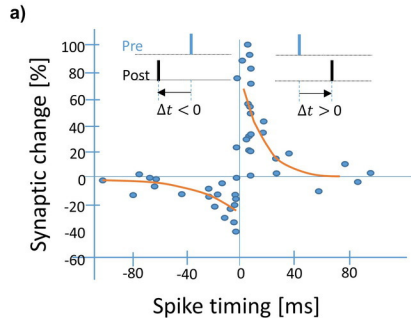 a)
Synaptic change [%]
100
80
60
40
20
0
-20
-40
-60
Pre
Post
Δt < 0
Δt > 0
-80
-40
0
40
80
Spike timing [ms]